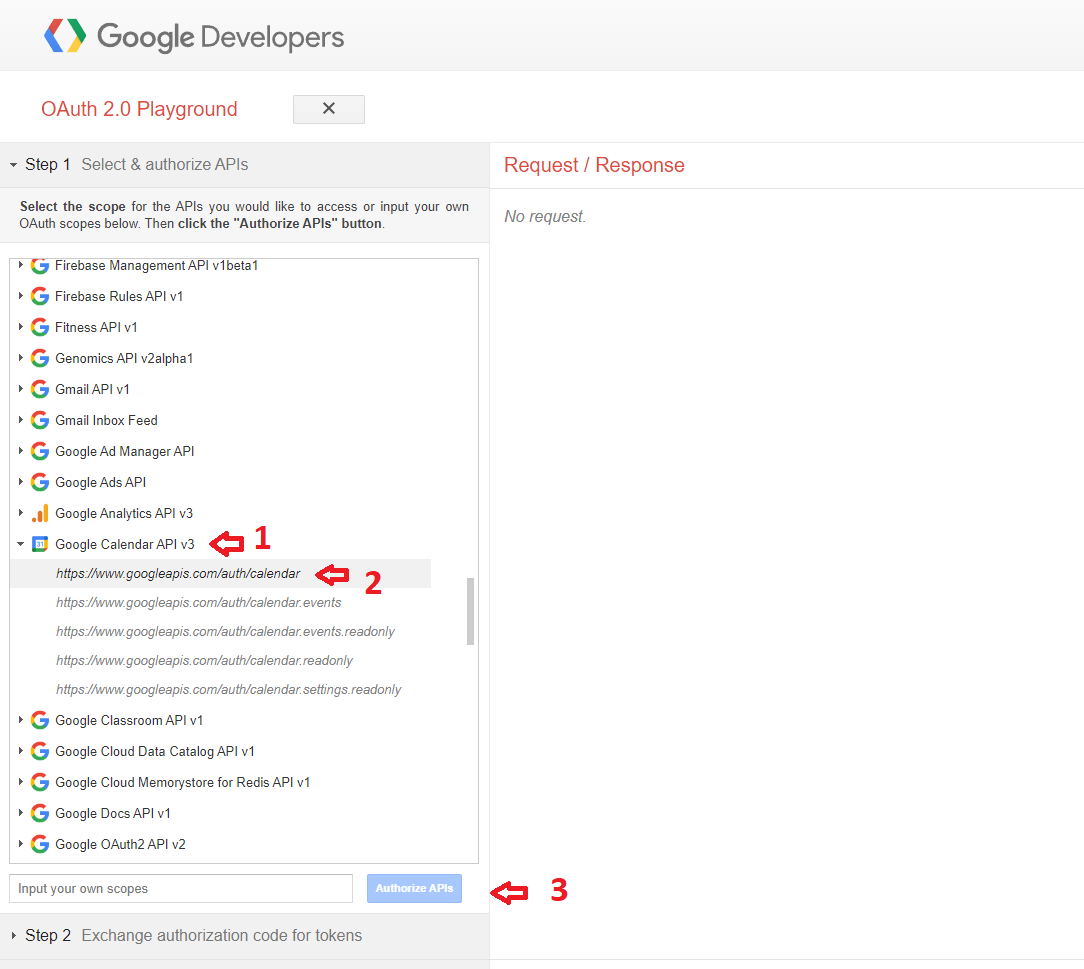 Google Developers
OAuth 2.0 Playground
Step 1 Select & authorize APIs
Select the scope for the APIs you would like to access or input your own
OAuth scopes below. Then click the "Authorize APIs" button.
Firebase Management API v1beta1
Firebase Rules API v1
Fitness API v1
Genomics API v2alpha1
Gmail API v1
Gmail Inbox Feed
Google Ad Manager API
Google Ads API
Google Analytics API v3
Google Calendar API v3 1
https://www.googleapis.com/auth/calendar 2
https://www.googleapis.com/auth/calendar.events
https://www.googleapis.com/auth/calendar.events.readonly
https://www.googleapis.com/auth/calendar.readonly
https://www.googleapis.com/auth/calendar.settings.readonly
Google Classroom API v1
Google Cloud Data Catalog API v1
Google Cloud Memorystore for Redis API v1
Google Docs API v1
Google OAuth2 API v2
Input your own scopes Authorize APIs 3
Step 2 Exchange authorization code for tokens
Request / Response
No request.